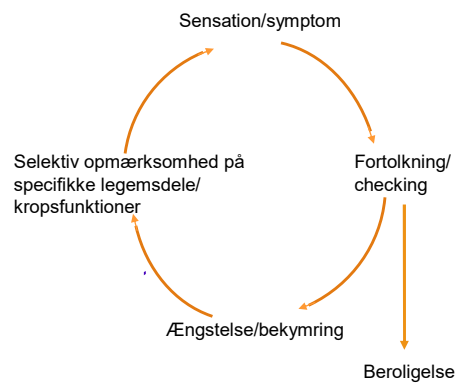 Sensation/symptom
Fortolkning/
checking
Beroligelse
Ængstelse/bekymring
Selektiv opmærksomhed på
specifikke legemsdele/
kropsfunktioner